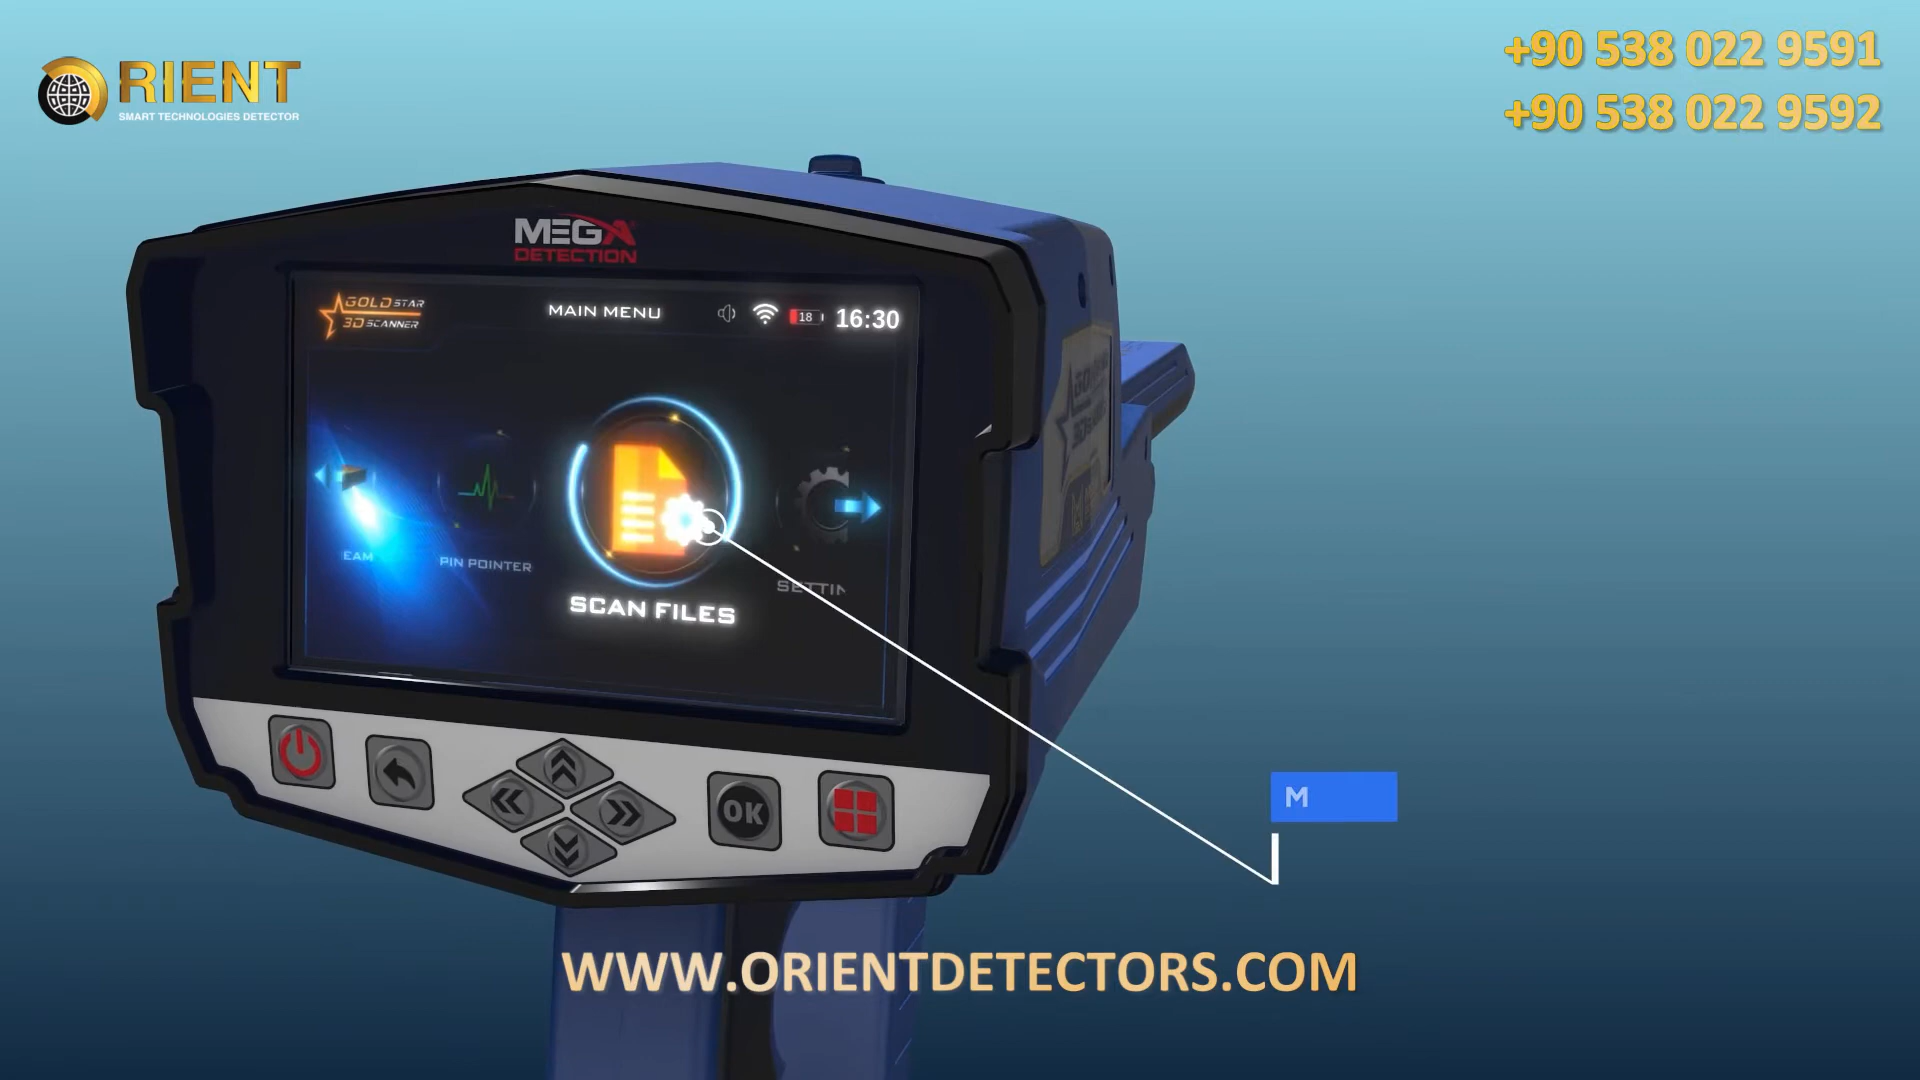 RIENT
SMART TECHNOLOGIES DETECTOR
+90 538 022 9591
+90 538 022 9592
MEGA
DETECTION
GOLD STAR
3D SCANNER
MAIN MENU
18
16:30
EAM
PIN POINTER
SCAN FILES
SETTIN
OK
M
WWW.ORIENTDETECTORS.COM